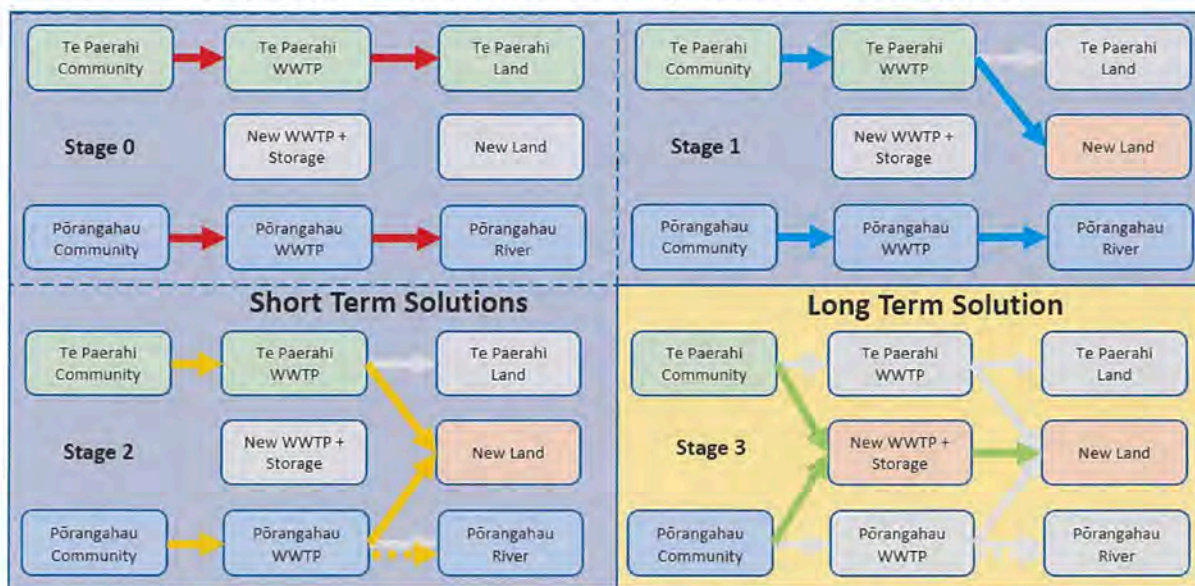 Te Paerahi
Community
Te Paerahi
WWTP
Te Paerahi
Land
Stage 0
New WWTP +
Storage
New Land
Pōrangahau
Community
Pōrangahau
WWTP
Pōrangahau
River
Te Paerahi
Community
Te Paerahi
WWTP
Te Paerahi
Land
Stage 1
New WWTP +
Storage
New Land
Pōrangahau
Community
Pōrangahau
WWTP
Pōrangahau
River
Short Term Solutions
Te Paerahi
Community
Te Paerahi
WWTP
Te Paerahi
Land
Stage 2
New WWTP +
Storage
New Land
Pōrangahau
Community
Pōrangahau
WWTP
Pōrangahau
River
Long Term Solution
Te Paerahi
Community
Te Paerahi
WWTP
Te Paerahi
Land
Stage 3
New WWTP +
Storage
New Land
Pōrangahau
Community
Pōrangahau
WWTP
Pōrangahau
River